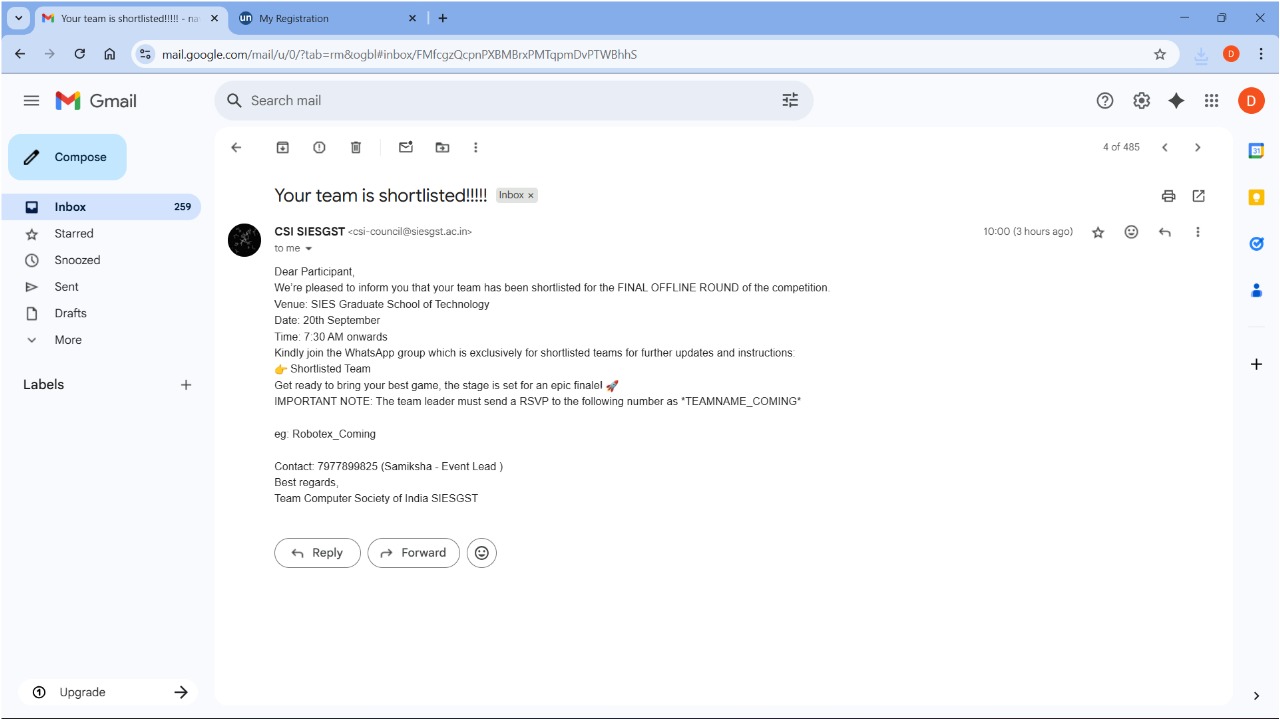 Your team is shortlisted!!!!! - na
un My Registration
mail.google.com/mail/u/0/?tab=rm&ogbl#inbox/FMfcgzQcpnPXBMBrxPMTqpmDvPTWBhhS
D
Gmail
Search mail
D
Compose
4 of 485
Your team is shortlisted!!!!! Inbox ×
Inbox 259
Starred
Snoozed
Sent
Drafts
More
Labels
CSI SIESGST <csi-council@siesgst.ac.in> 10:00 (3 hours ago)
to me
Dear Participant,
We're pleased to inform you that your team has been shortlisted for the FINAL OFFLINE ROUND of the competition.
Venue: SIES Graduate School of Technology
Date: 20th September
Time: 7:30 AM onwards
Kindly join the WhatsApp group which is exclusively for shortlisted teams for further updates and instructions:
👉 Shortlisted Team
Get ready to bring your best game, the stage is set for an epic finale! 🚀
IMPORTANT NOTE: The team leader must send a RSVP to the following number as *TEAMNAME_COMING*
eg: Robotex_Coming
Contact: 7977899825 (Samiksha - Event Lead )
Best regards,
Team Computer Society of India SIESGST
Reply Forward
Upgrade
31